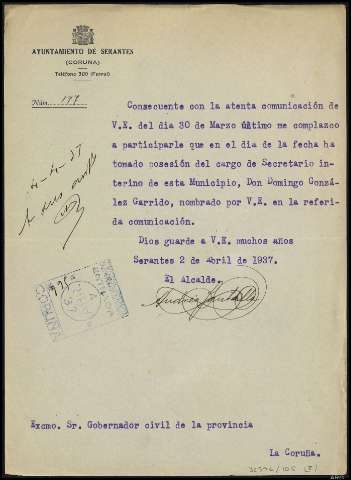 AYUNTAMIENTO DE SERANTES
(CORUÑA)
Teléfono 309 (Ferrol)
Núm. 177
Consecuente con la atenta comunicación de
V.E. del dia 30 de Marzo último me complazco
a participarle que en el dia de la fecha ha
tomado posesión del cargo de Secretario in-
terino de esta Municipio, Don Domingo Gonzá-
lez Garrido, nombrado por V.E. en la referi-
da comunicación.
Dios guarde a V.E. muchos años
Serantes 2 de abril de 1937.
El Alcalde.
Excmo. Sr. Gobernador civil de la provincia
La Coruña.